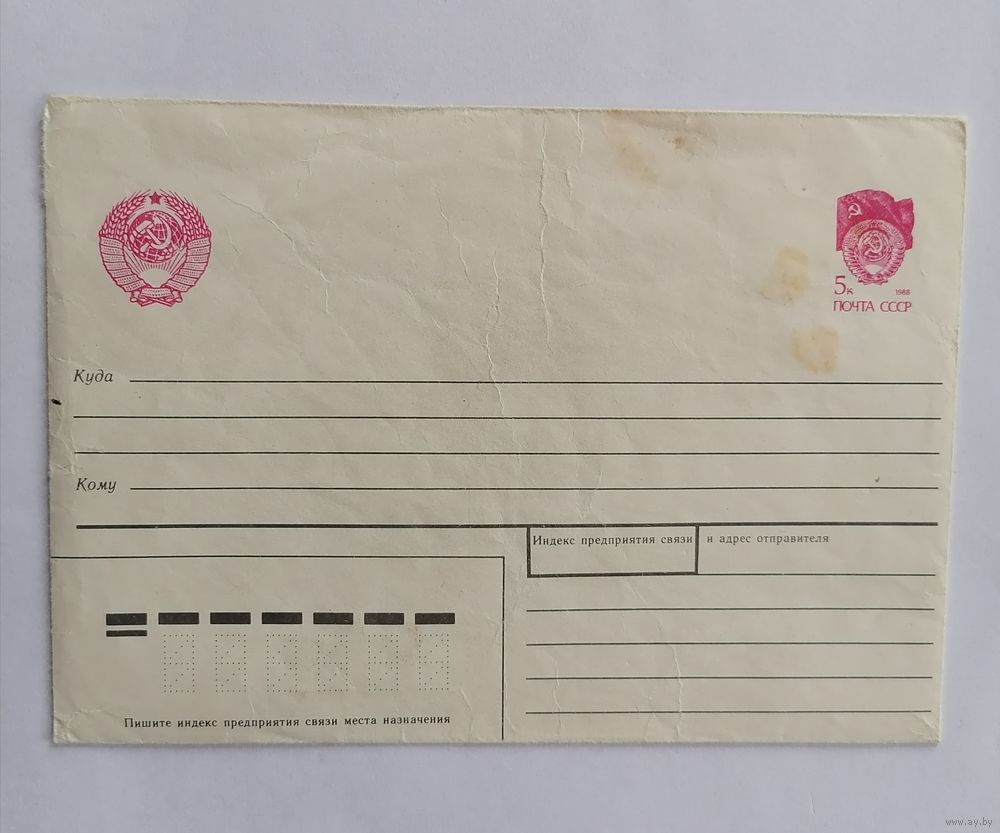 5к 1988
ПОЧТА СССР
Куда
Кому
Индекс предприятия связи и адрес отправителя
Пишите индекс предприятия связи места назначения
www.ay.by